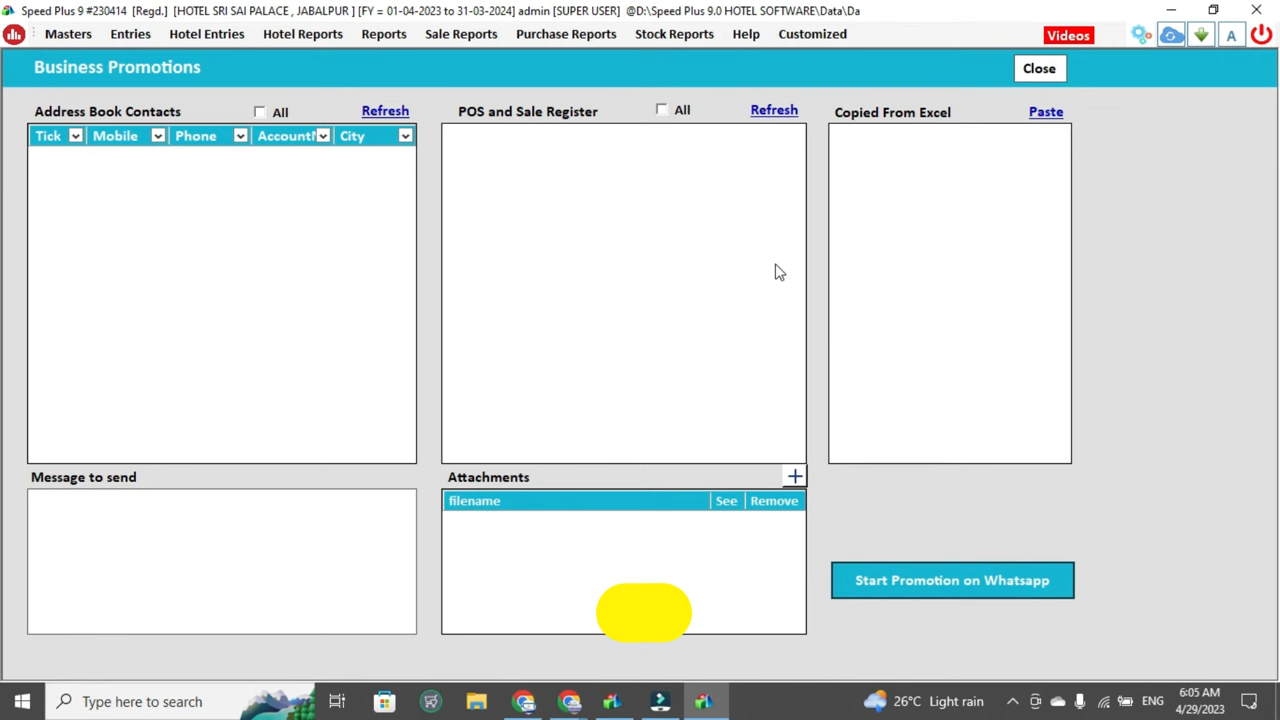 Speed Plus 9 #230414 [Regd.] [HOTEL SRI SAI PALACE , JABALPUR ] [FY = 01-04-2023 to 31-03-2024] admin [SUPER USER] @D:\Speed Plus 9.0 HOTEL SOFTWARE\Data\Da
Masters Entries Hotel Entries Hotel Reports Reports Sale Reports Purchase Reports Stock Reports Help Customized Videos A
Business Promotions Close
Address Book Contacts All Refresh POS and Sale Register All Refresh Copied From Excel Paste
Tick Mobile Phone AccountN City
Message to send Attachments +
filename See Remove
Start Promotion on Whatsapp
Type here to search 26°C Light rain ENG 6:05 AM
4/29/2023